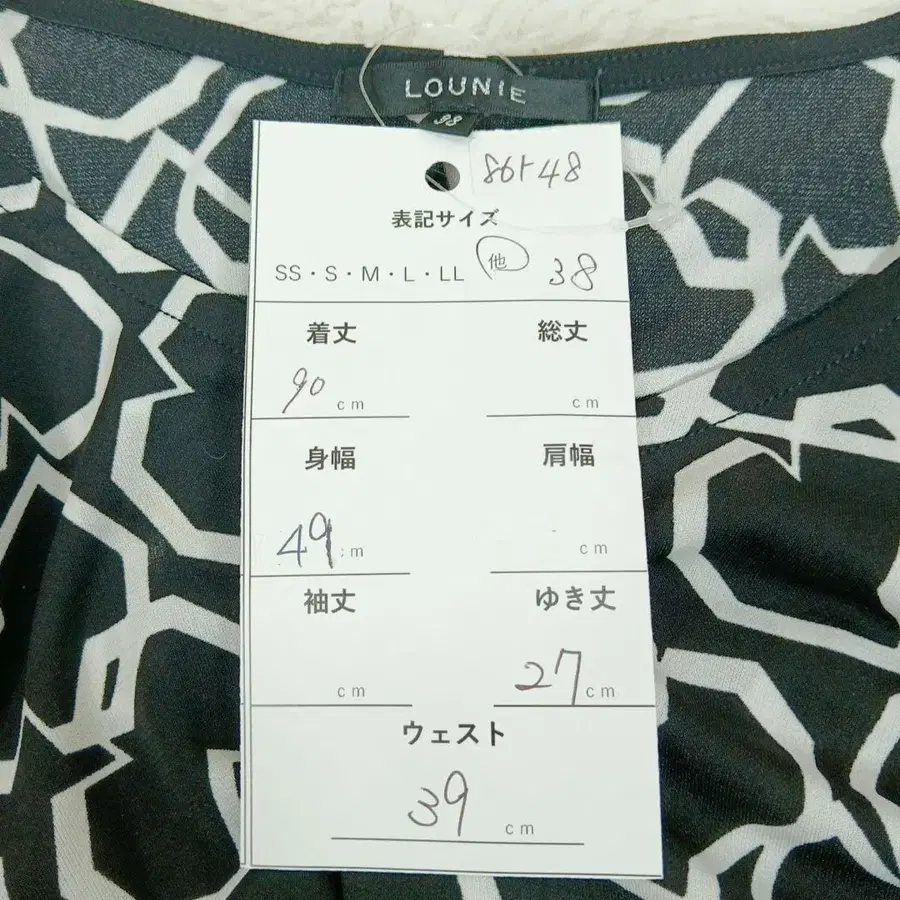 LOUNIE
38
86r48
表記サイズ
SS・S・M・L・LL 他 38
着丈 総丈
90 cm cm
身幅 肩幅
49 cm cm
袖丈 ゆき丈
cm 27 cm
ウェスト
39 cm